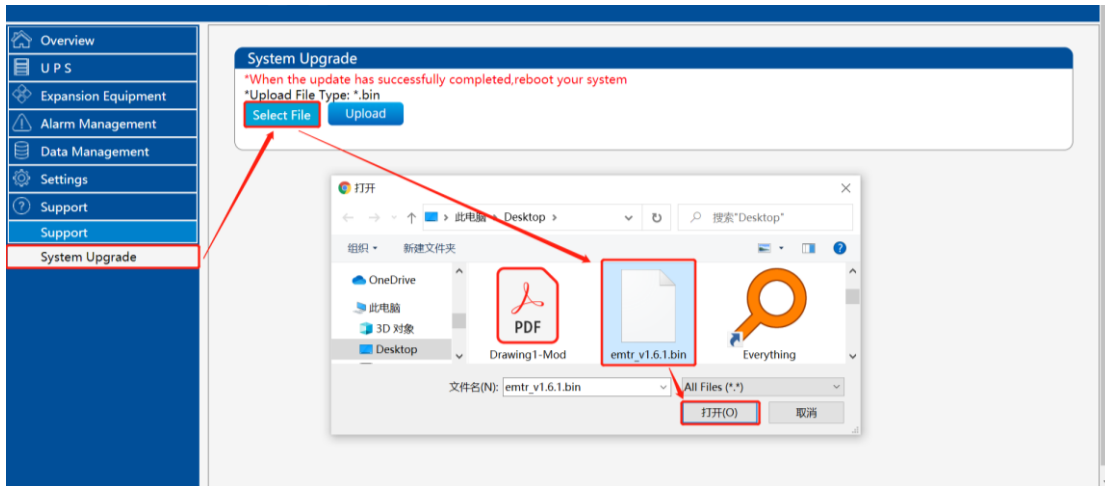 Overview
UPS
Expansion Equipment
Alarm Management
Data Management
Settings
Support
Support
System Upgrade
System Upgrade
*When the update has successfully completed,reboot your system
*Upload File Type: *.bin
Select File
Upload
打开
此电脑 › Desktop ›
搜索"Desktop"
组织
新建文件夹
OneDrive
此电脑
3D 对象
Desktop
PDF
Drawing1-Mod
emtr_v1.6.1.bin
Everything
文件名(N): emtr_v1.6.1.bin
All Files (*.*)
打开(O)
取消